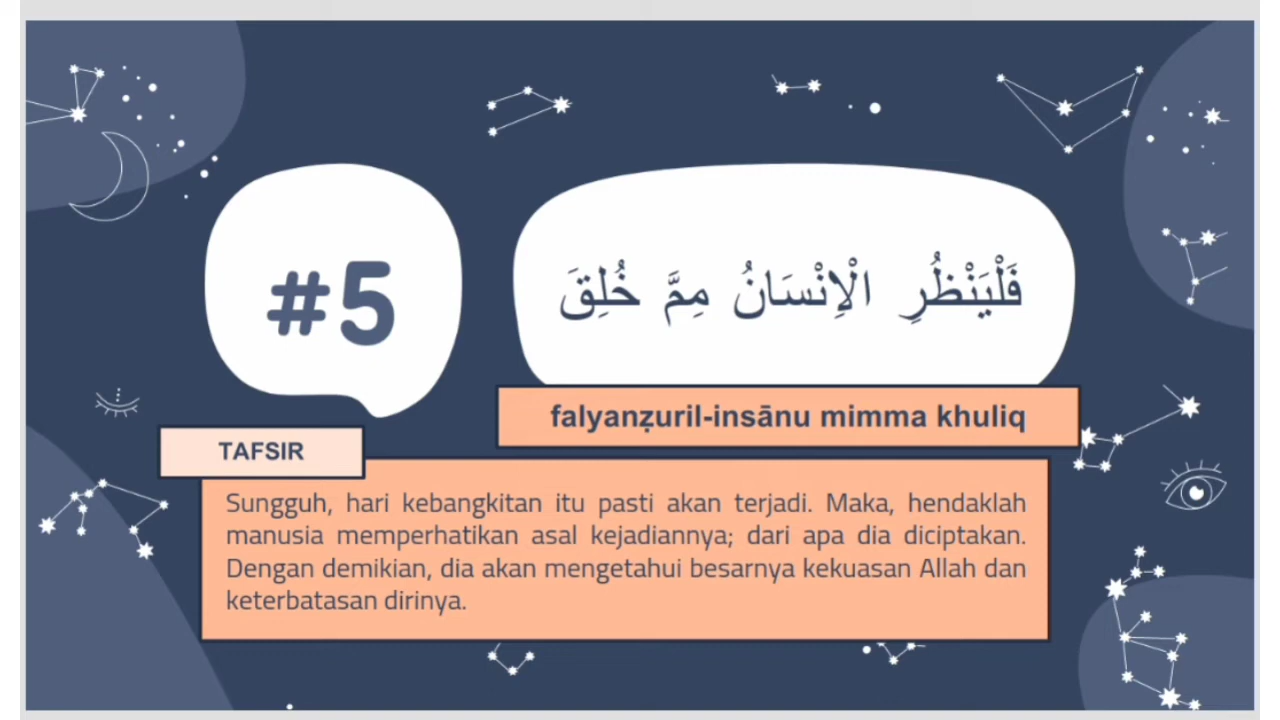 #5
فَلْيَنْظُرِ الْاِنْسَانُ مِمَّ خُلِقَ
falyanẓuril-insānu mimma khuliq
TAFSIR
Sungguh, hari kebangkitan itu pasti akan terjadi. Maka, hendaklah
manusia memperhatikan asal kejadiannya; dari apa dia diciptakan.
Dengan demikian, dia akan mengetahui besarnya kekuasan Allah dan
keterbatasan dirinya.